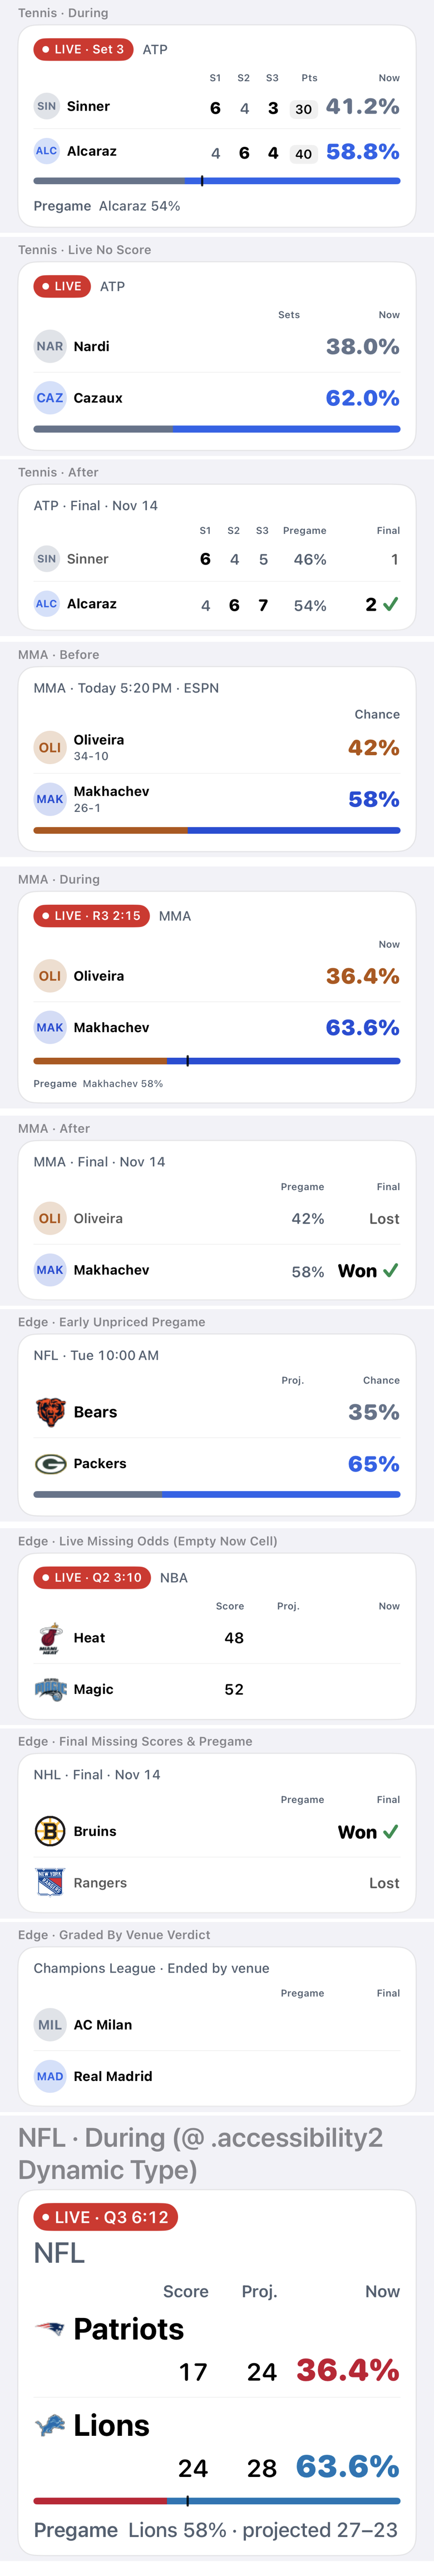 Tennis · During
LIVE · Set 3 ATP
S1 S2 S3 Pts Now
SIN Sinner 6 4 3 30 41.2%
ALC Alcaraz 4 6 4 40 58.8%
Pregame Alcaraz 54%
Tennis · Live No Score
LIVE ATP
Sets Now
NAR Nardi 38.0%
CAZ Cazaux 62.0%
Tennis · After
ATP · Final · Nov 14
S1 S2 S3 Pregame Final
SIN Sinner 6 4 5 46% 1
ALC Alcaraz 4 6 7 54% 2
MMA · Before
MMA · Today 5:20 PM · ESPN
Chance
OLI Oliveira 42%
34-10
MAK Makhachev 58%
26-1
MMA · During
LIVE · R3 2:15 MMA
Now
OLI Oliveira 36.4%
MAK Makhachev 63.6%
Pregame Makhachev 58%
MMA · After
MMA · Final · Nov 14
Pregame Final
OLI Oliveira 42% Lost
MAK Makhachev 58% Won
Edge · Early Unpriced Pregame
NFL · Tue 10:00 AM
Proj. Chance
Bears 35%
G Packers 65%
Edge · Live Missing Odds (Empty Now Cell)
LIVE · Q2 3:10 NBA
Score Proj. Now
Heat 48
MIAMI HEAT
Magic 52
MAGIC
Edge · Final Missing Scores & Pregame
NHL · Final · Nov 14
Pregame Final
B Bruins Won
NEW YORK RANGERS Rangers Lost
Edge · Graded By Venue Verdict
Champions League · Ended by venue
Pregame Final
MIL AC Milan
MAD Real Madrid
NFL · During (@ .accessibility2
Dynamic Type)
LIVE · Q3 6:12
NFL
Score Proj. Now
Patriots
17 24 36.4%
Lions
24 28 63.6%
Pregame Lions 58% · projected 27–23